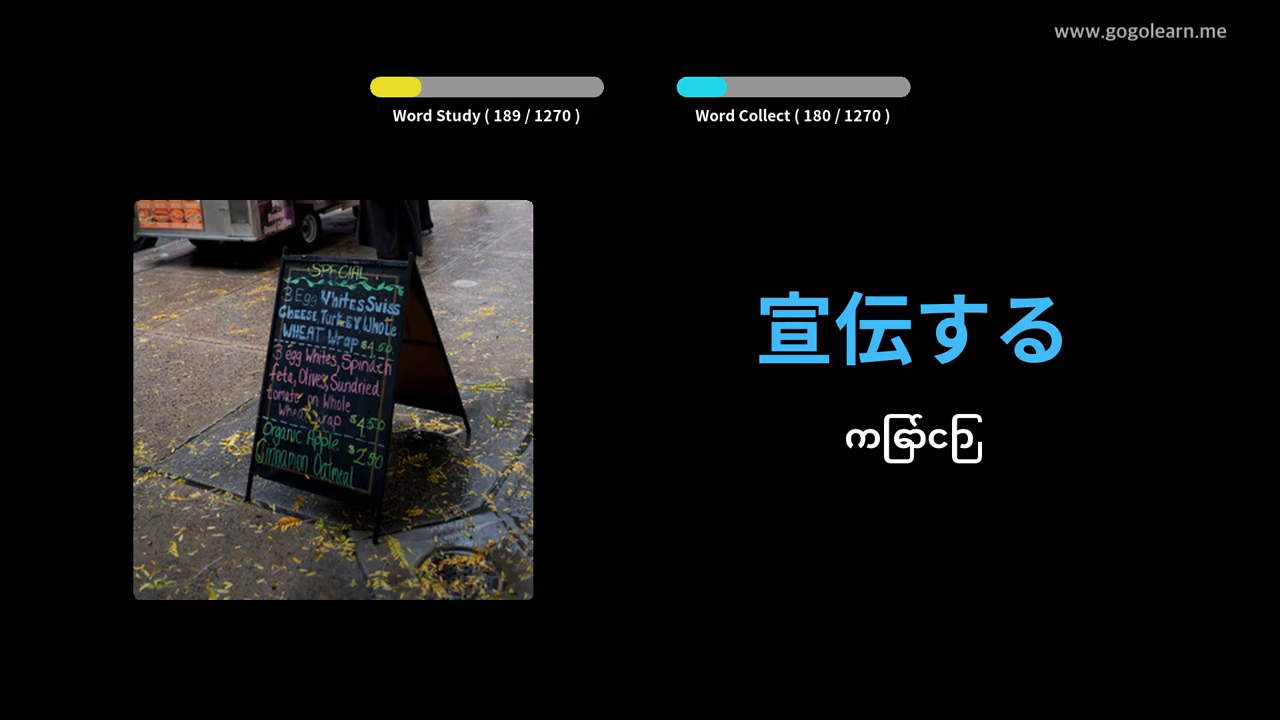 www.gogolearn.me
Word Study ( 189 / 1270 )
Word Collect ( 180 / 1270 )
SPECIAL
3 Egg Whites Swiss
Cheese, Turkey Whole
WHEAT Wrap $4.50
3 egg Whites, Spinach
feta, Olives, Sundried
tomato on Whole
Wheat Wrap $4.50
Organic Apple
Cinnamon Oatmeal $2.50
宣伝する
ကြော်ငြာ